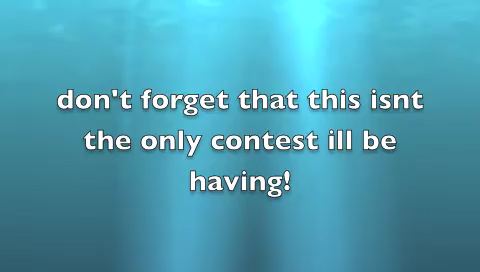 don't forget that this isnt
the only contest ill be
having!